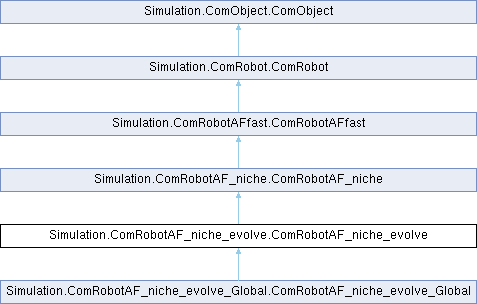 Simulation.ComObject.ComObject
Simulation.ComRobot.ComRobot
Simulation.ComRobotAFfast.ComRobotAFfast
Simulation.ComRobotAF_niche.ComRobotAF_niche
Simulation.ComRobotAF_niche_evolve.ComRobotAF_niche_evolve
Simulation.ComRobotAF_niche_evolve_Global.ComRobotAF_niche_evolve_Global